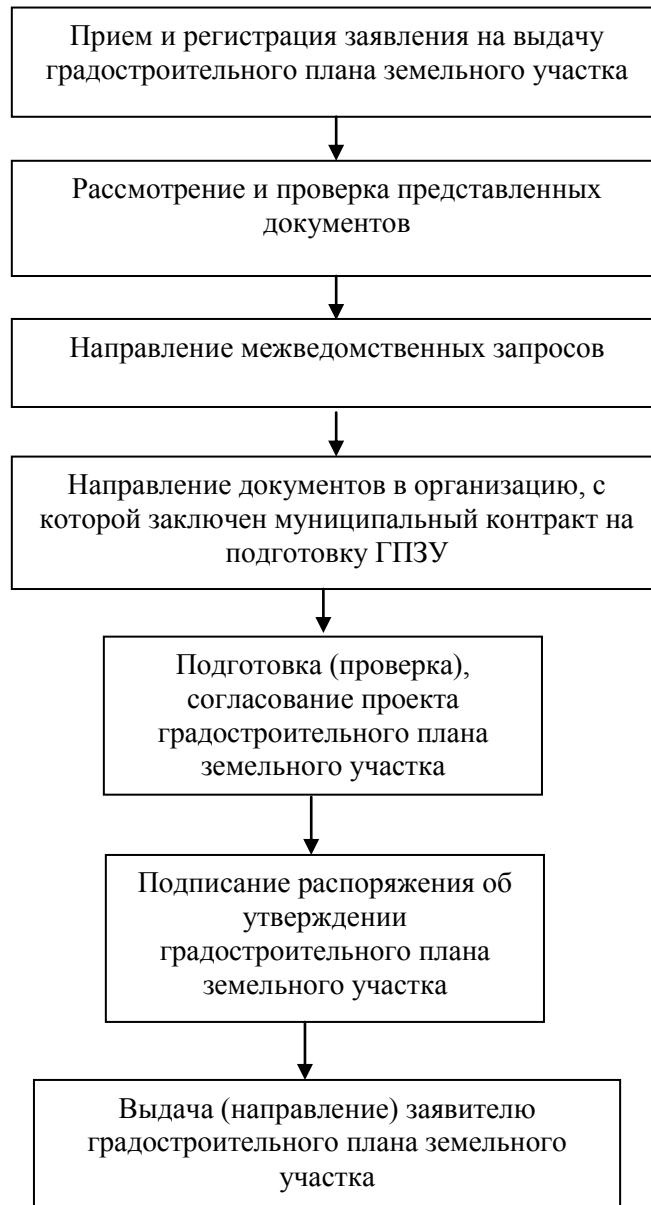 Прием и регистрация заявления на выдачу
градостроительного плана земельного участка
Рассмотрение и проверка представленных
документов
Направление межведомственных запросов
Направление документов в организацию, с
которой заключен муниципальный контракт на
подготовку ГПЗУ
Подготовка (проверка),
согласование проекта
градостроительного плана
земельного участка
Подписание распоряжения об
утверждении
градостроительного плана
земельного участка
Выдача (направление) заявителю
градостроительного плана земельного
участка